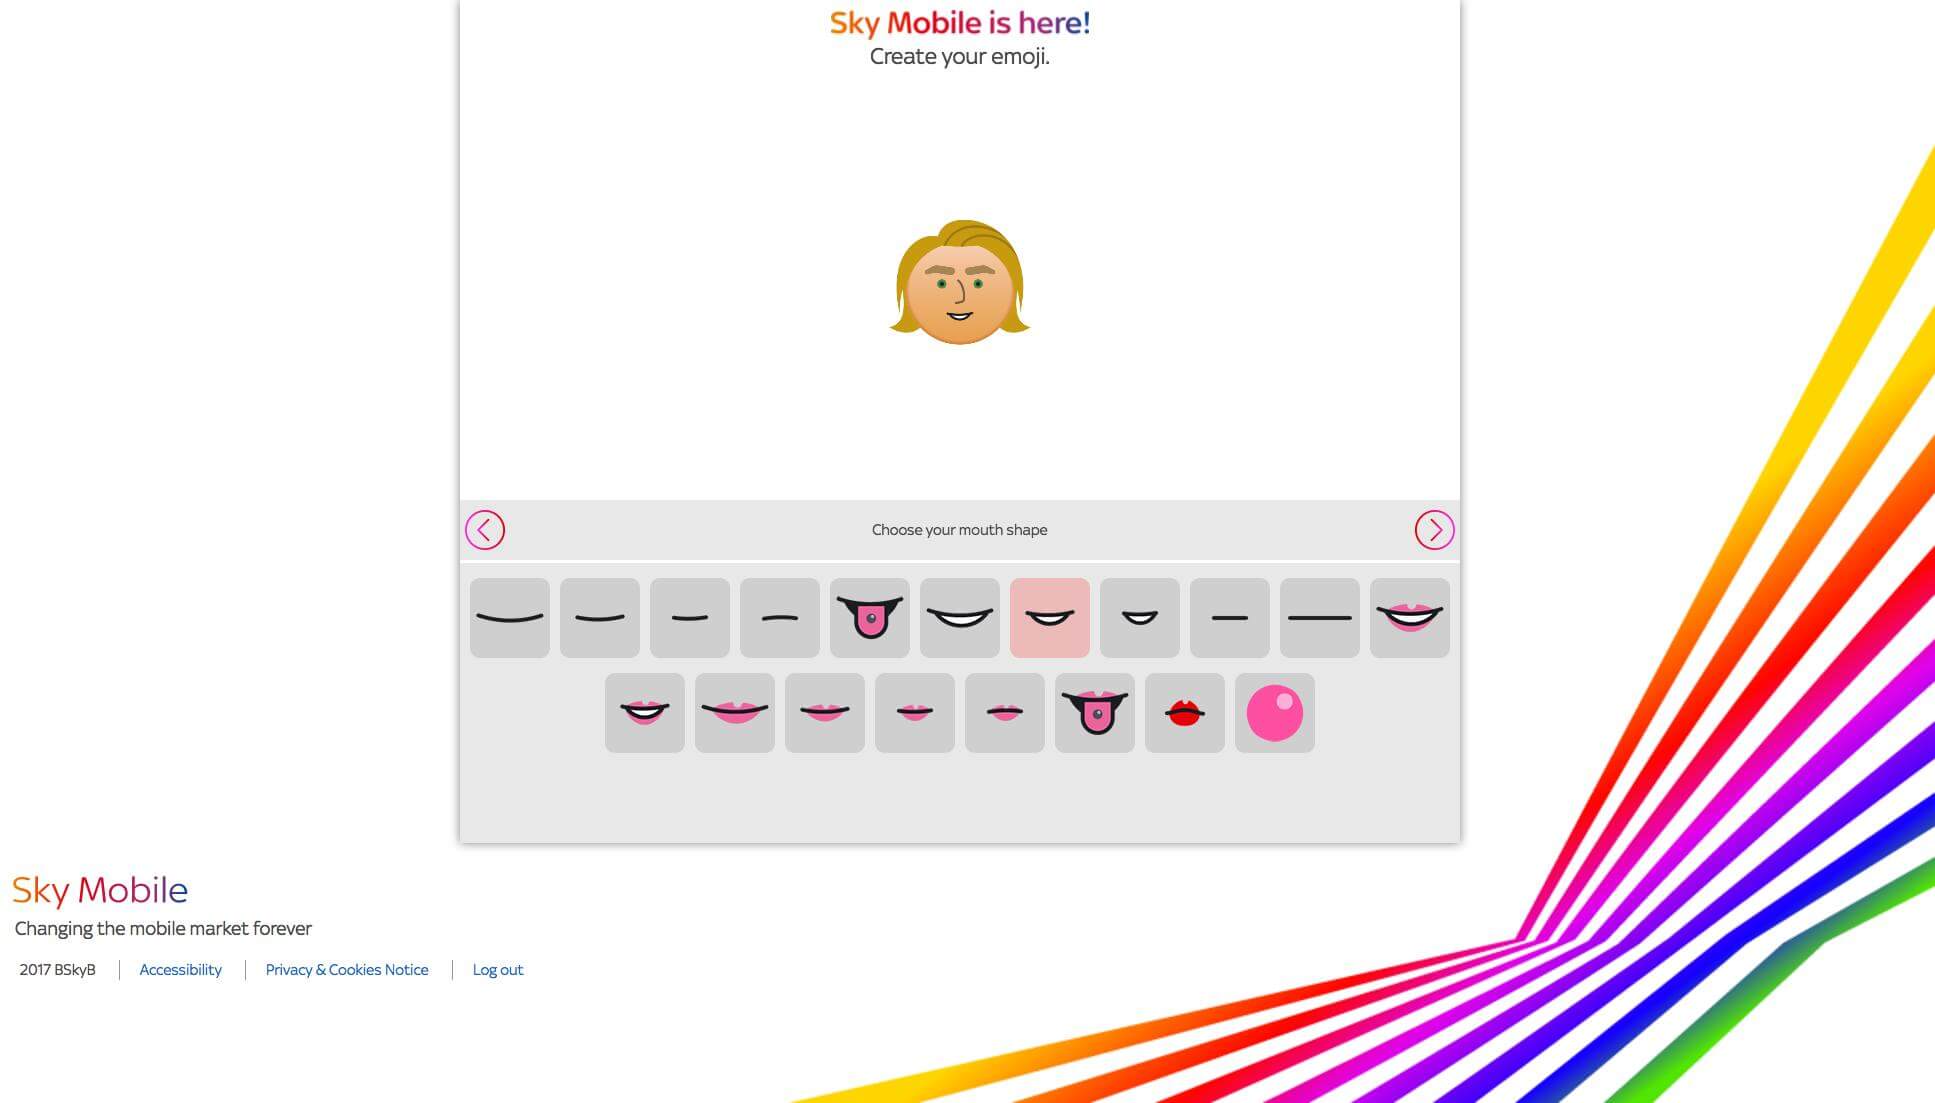 Sky Mobile is here!
Create your emoji.
Choose your mouth shape
Sky Mobile
Changing the mobile market forever
2017 BSkyB | Accessibility | Privacy & Cookies Notice | Log out